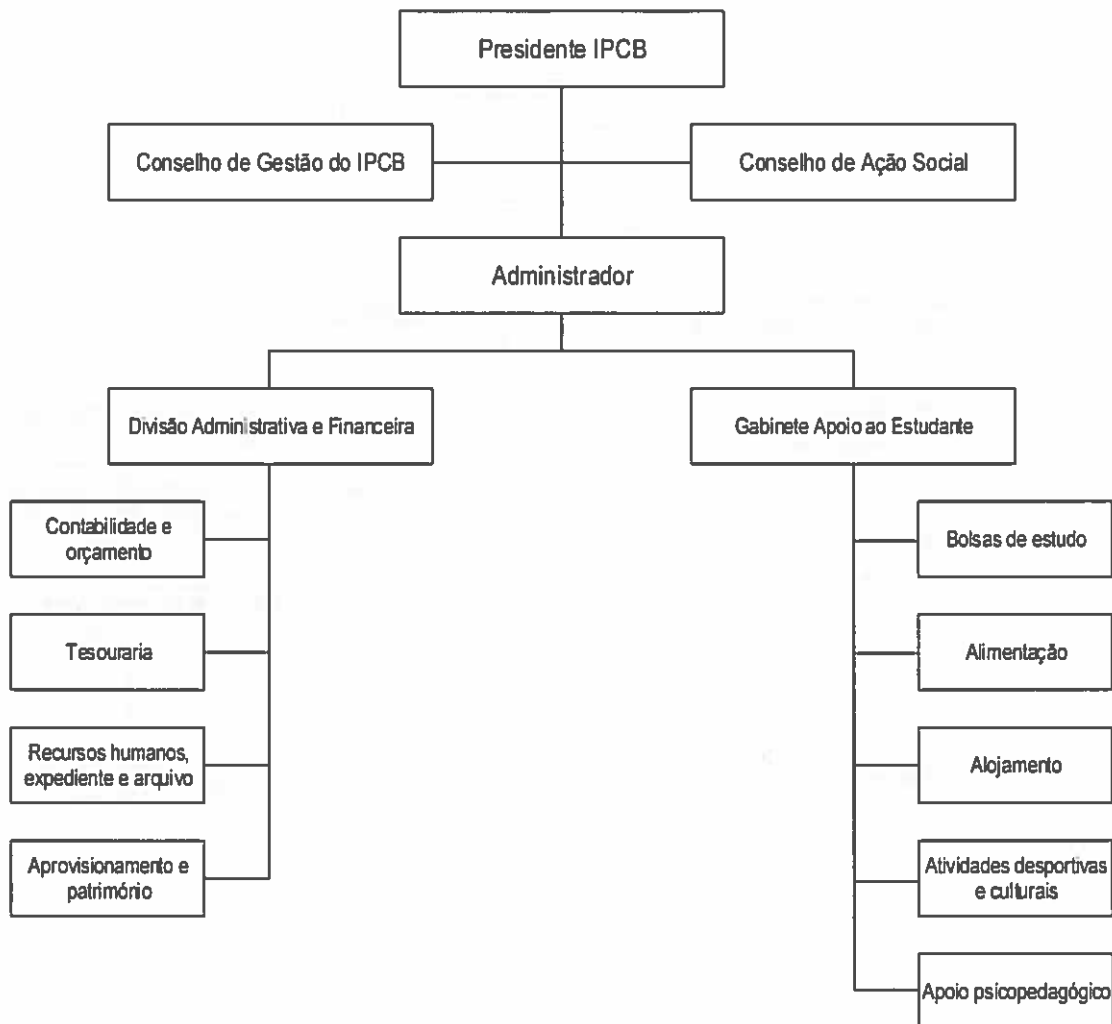 Presidente IPCB
Conselho de Gestão do IPCB
Conselho de Ação Social
Administrador
Divisão Administrativa e Financeira
Gabinete Apoio ao Estudante
Contabilidade e
orçamento
Tesouraria
Recursos humanos,
expediente e arquivo
Aprovisionamento e
património
Bolsas de estudo
Alimentação
Alojamento
Atividades desportivas
e culturais
Apoio psicopedagógico